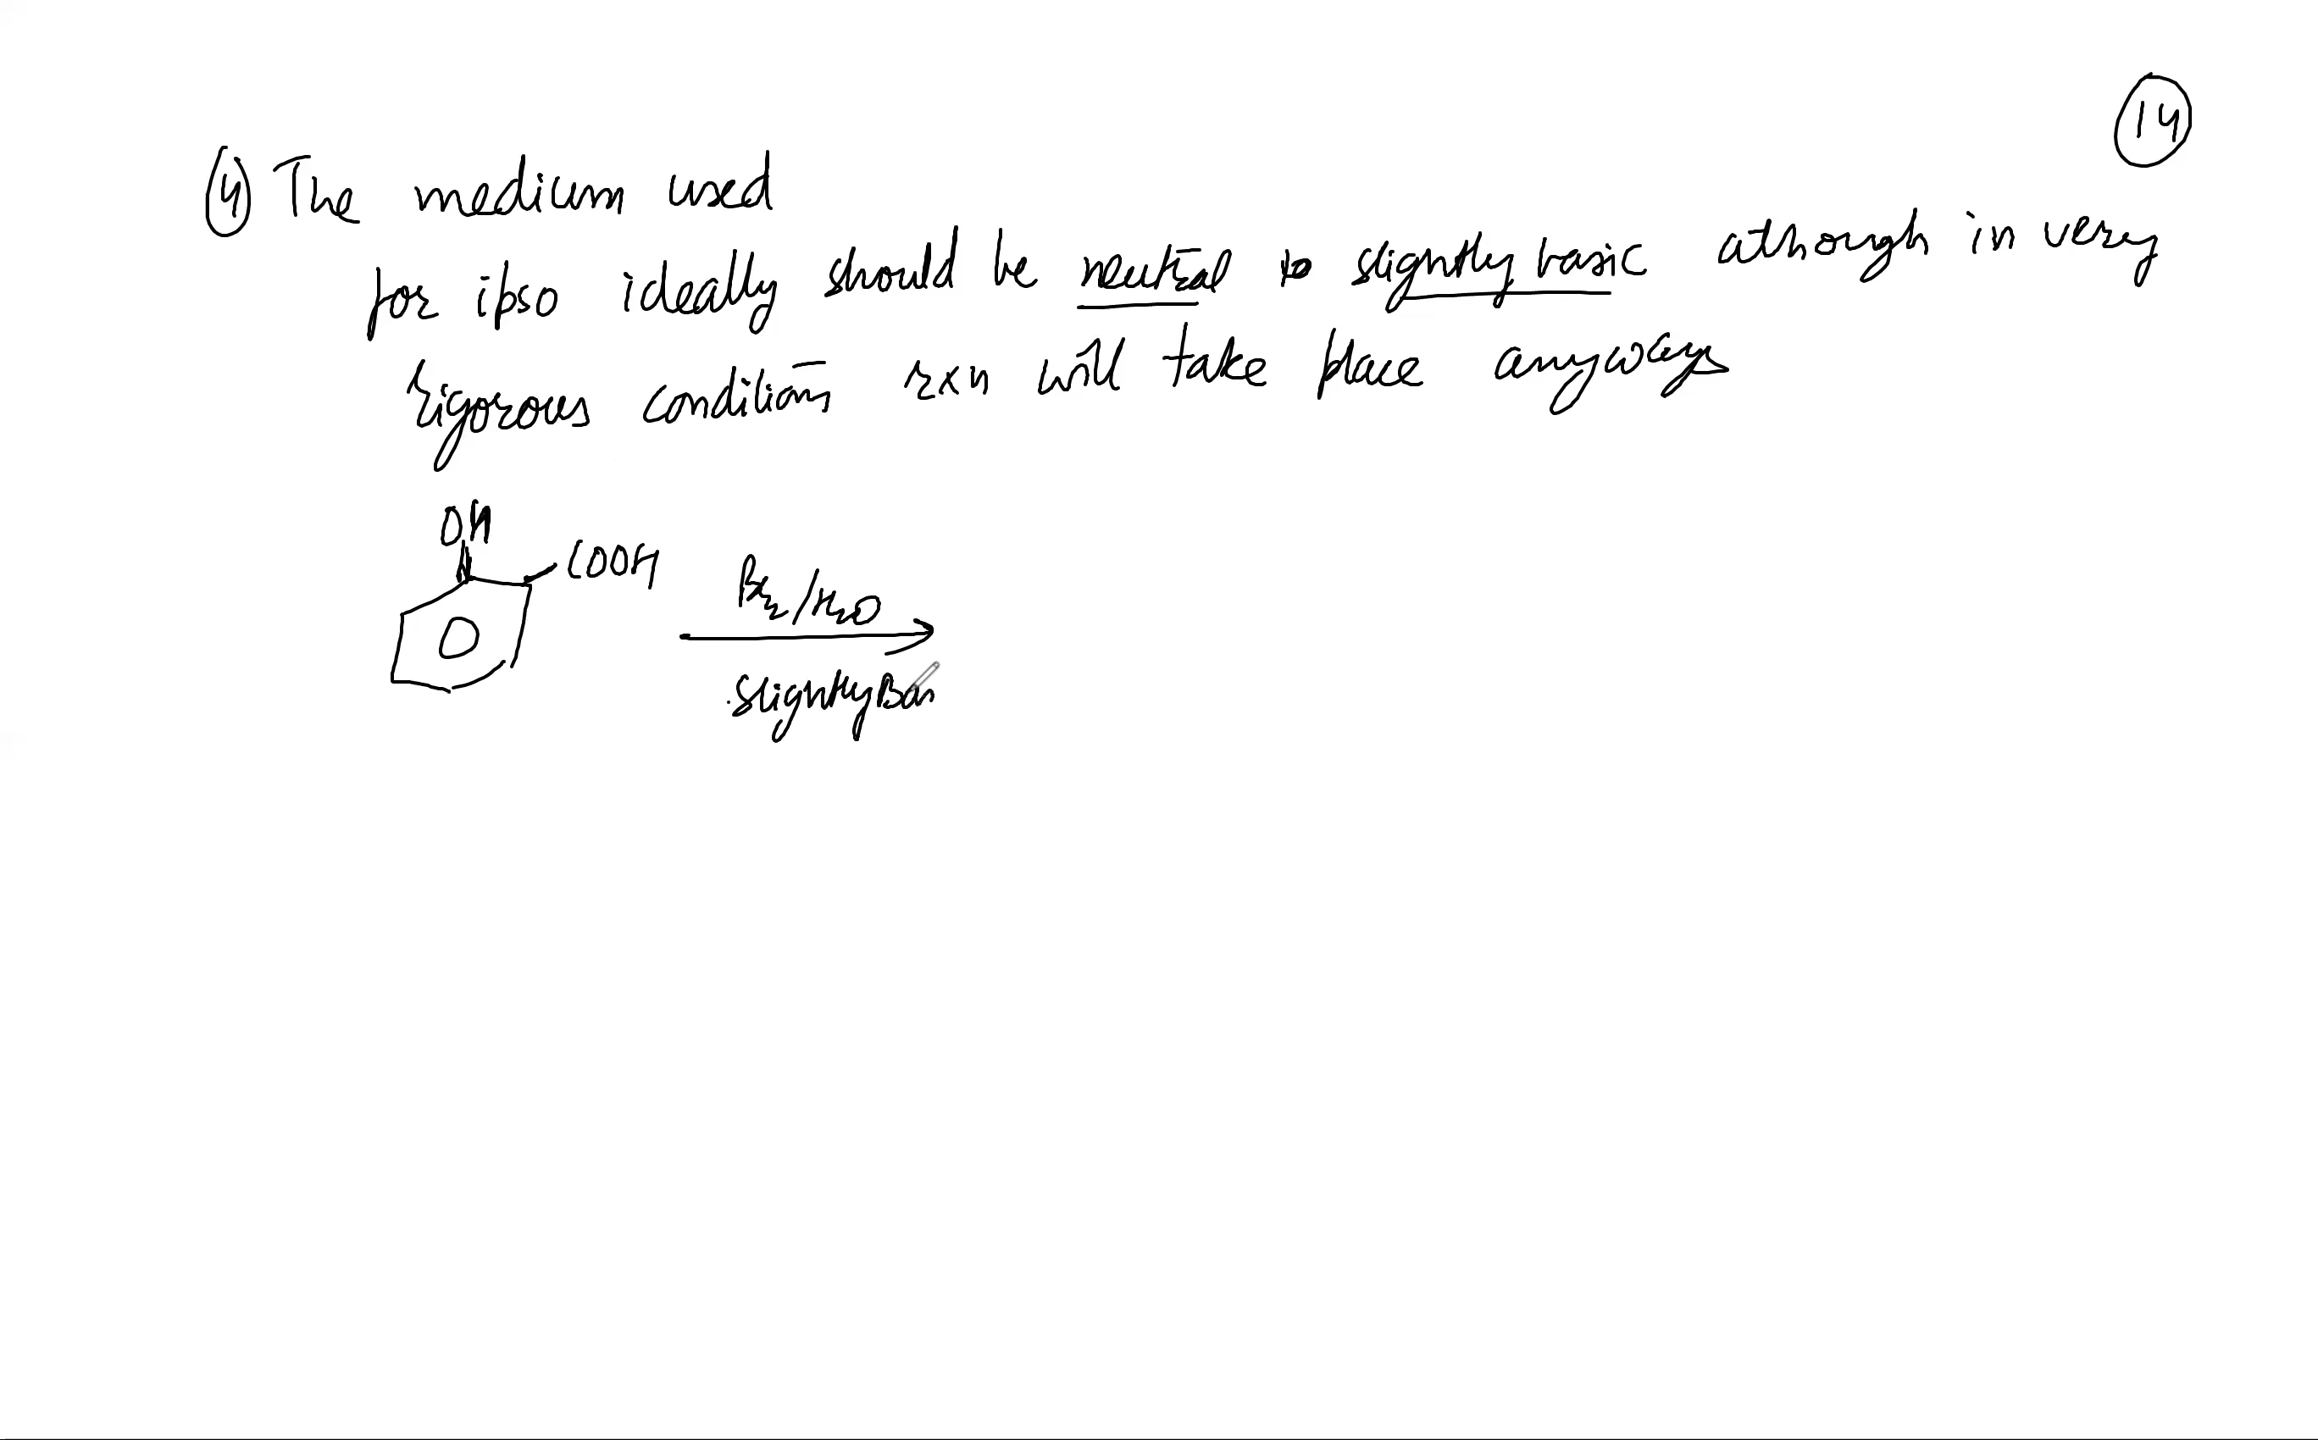 14
4 The medium used
for ipso ideally should be neutral to slightly basic athough in very
rigorous conditions rxn will take place anyways
OH
COOH
Br2/H2O
Slightly Bas